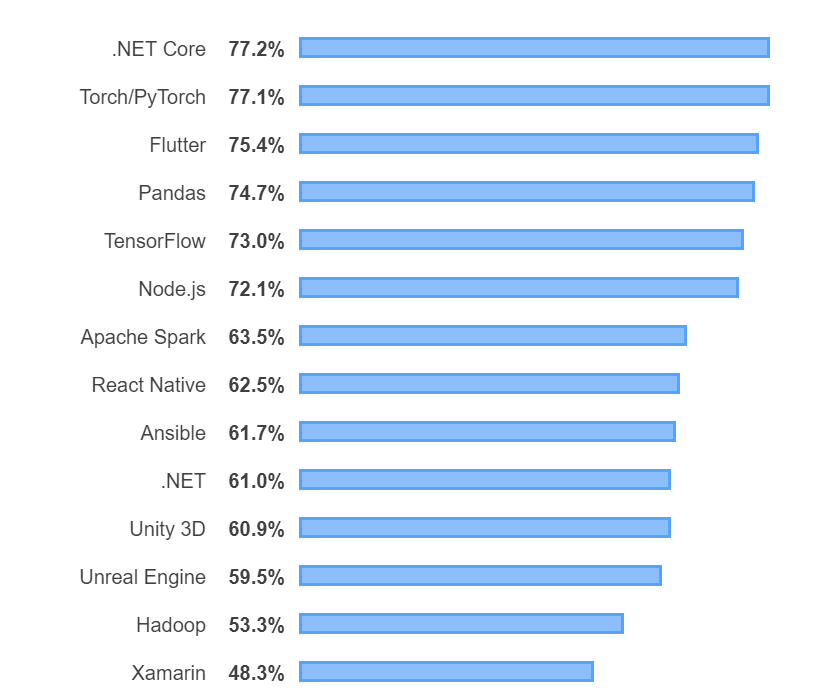 .NET Core 77.2%
Torch/PyTorch 77.1%
Flutter 75.4%
Pandas 74.7%
TensorFlow 73.0%
Node.js 72.1%
Apache Spark 63.5%
React Native 62.5%
Ansible 61.7%
.NET 61.0%
Unity 3D 60.9%
Unreal Engine 59.5%
Hadoop 53.3%
Xamarin 48.3%